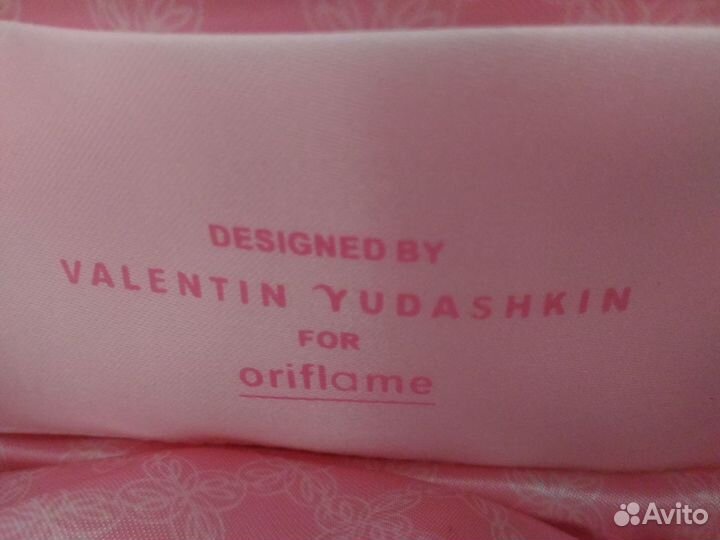 DESIGNED BY
VALENTIN YUDASHKIN
FOR
oriflame
Avito